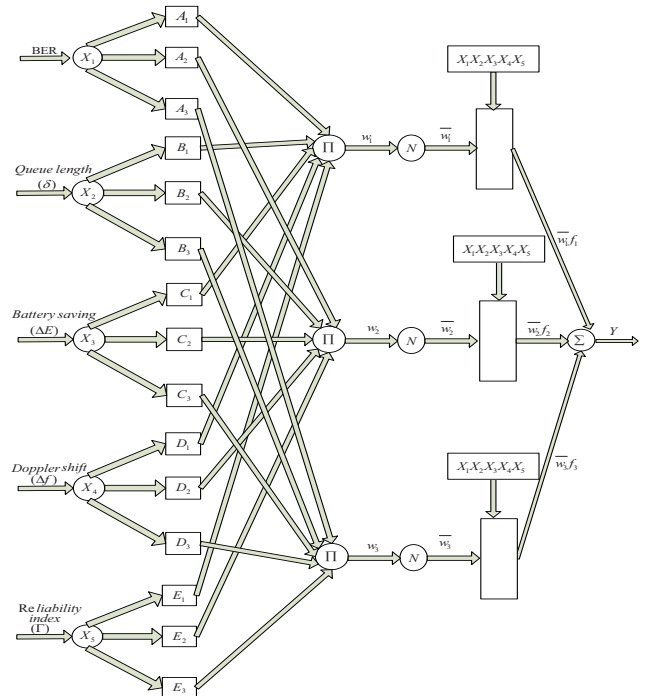 A₁
BER
X₁
A₂
X₁X₂X₃X₄X₅
A₃
B₁
Π
w₁
N
w̅₁
Queue length
(δ)
X₂
B₂
B₃
w̅₁f₁
X₁X₂X₃X₄X₅
C₁
Battery saving
(ΔE)
X₃
C₂
Π
w₂
N
w̅₂
w̅₂f₂
Σ
Y
C₃
D₁
X₁X₂X₃X₄X₅
w̅₃f₃
Doppler shift
(Δf)
X₄
D₂
D₃
Π
w₃
N
w̅₃
E₁
Reliability
index
(Γ)
X₅
E₂
E₃